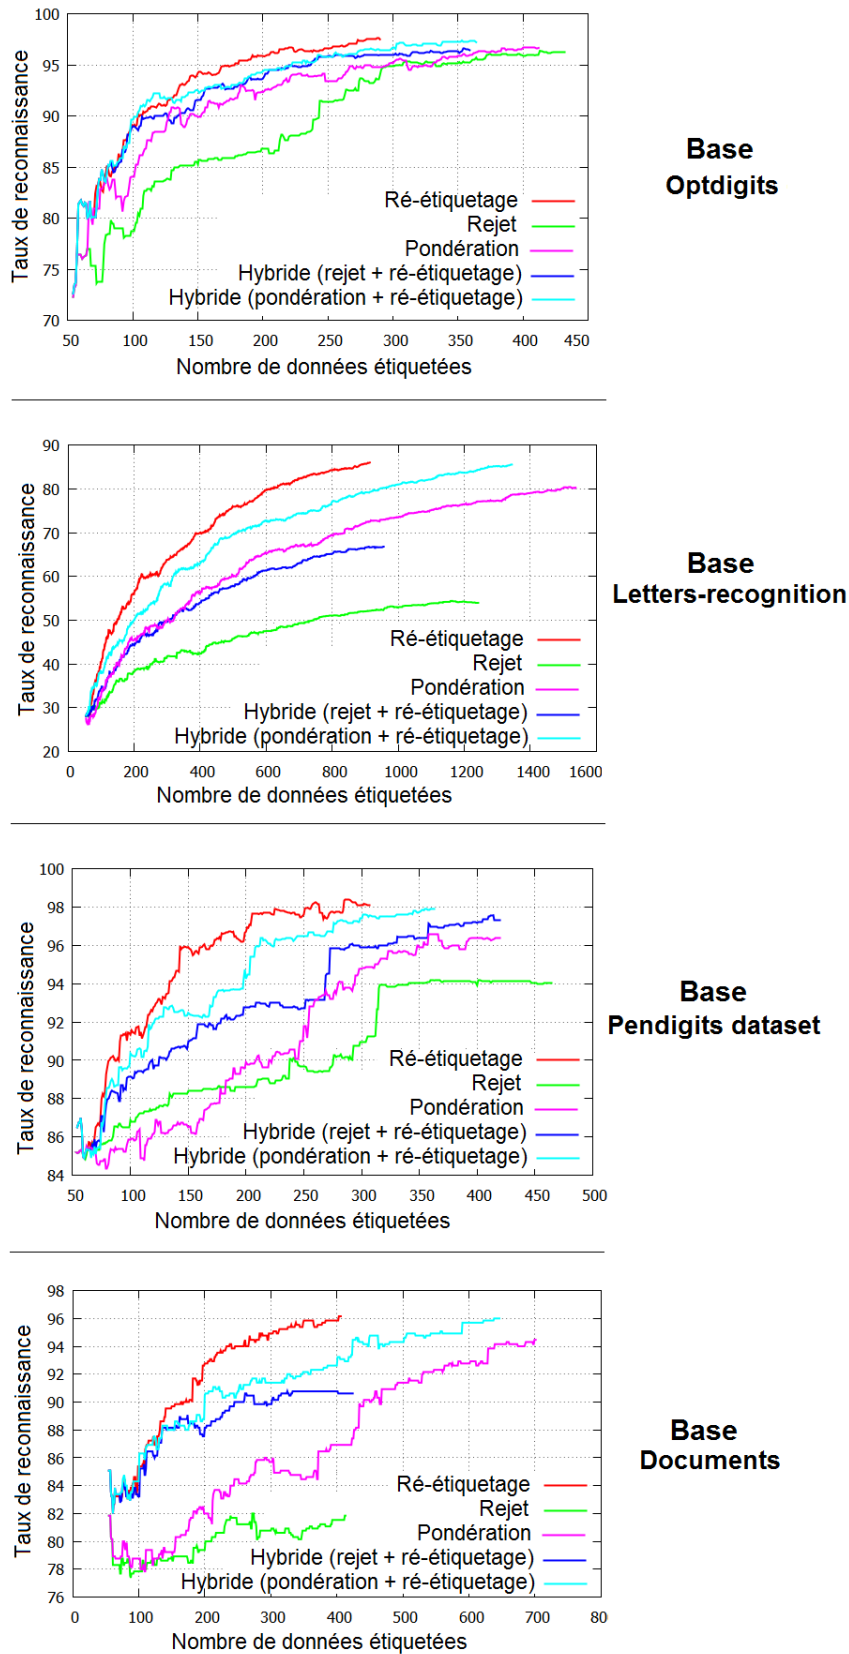 100
95
90
85
80
75
70
Taux de reconnaissance
Ré-étiquetage
Rejet
Pondération
Hybride (rejet + ré-étiquetage)
Hybride (pondération + ré-étiquetage)
50 100 150 200 250 300 350 400 450
Nombre de données étiquetées
Base
Optdigits
90
80
70
60
50
40
30
20
Taux de reconnaissance
Ré-étiquetage
Rejet
Pondération
Hybride (rejet + ré-étiquetage)
Hybride (pondération + ré-étiquetage)
0 200 400 600 800 1000 1200 1400 1600
Nombre de données étiquetées
Base
Letters-recognition
100
98
96
94
92
90
88
86
84
Taux de reconnaissance
Ré-étiquetage
Rejet
Pondération
Hybride (rejet + ré-étiquetage)
Hybride (pondération + ré-étiquetage)
50 100 150 200 250 300 350 400 450 500
Nombre de données étiquetées
Base
Pendigits dataset
98
96
94
92
90
88
86
84
82
80
78
76
Taux de reconnaissance
Ré-étiquetage
Rejet
Pondération
Hybride (rejet + ré-étiquetage)
Hybride (pondération + ré-étiquetage)
0 100 200 300 400 500 600 700 80
Nombre de données étiquetées
Base
Documents